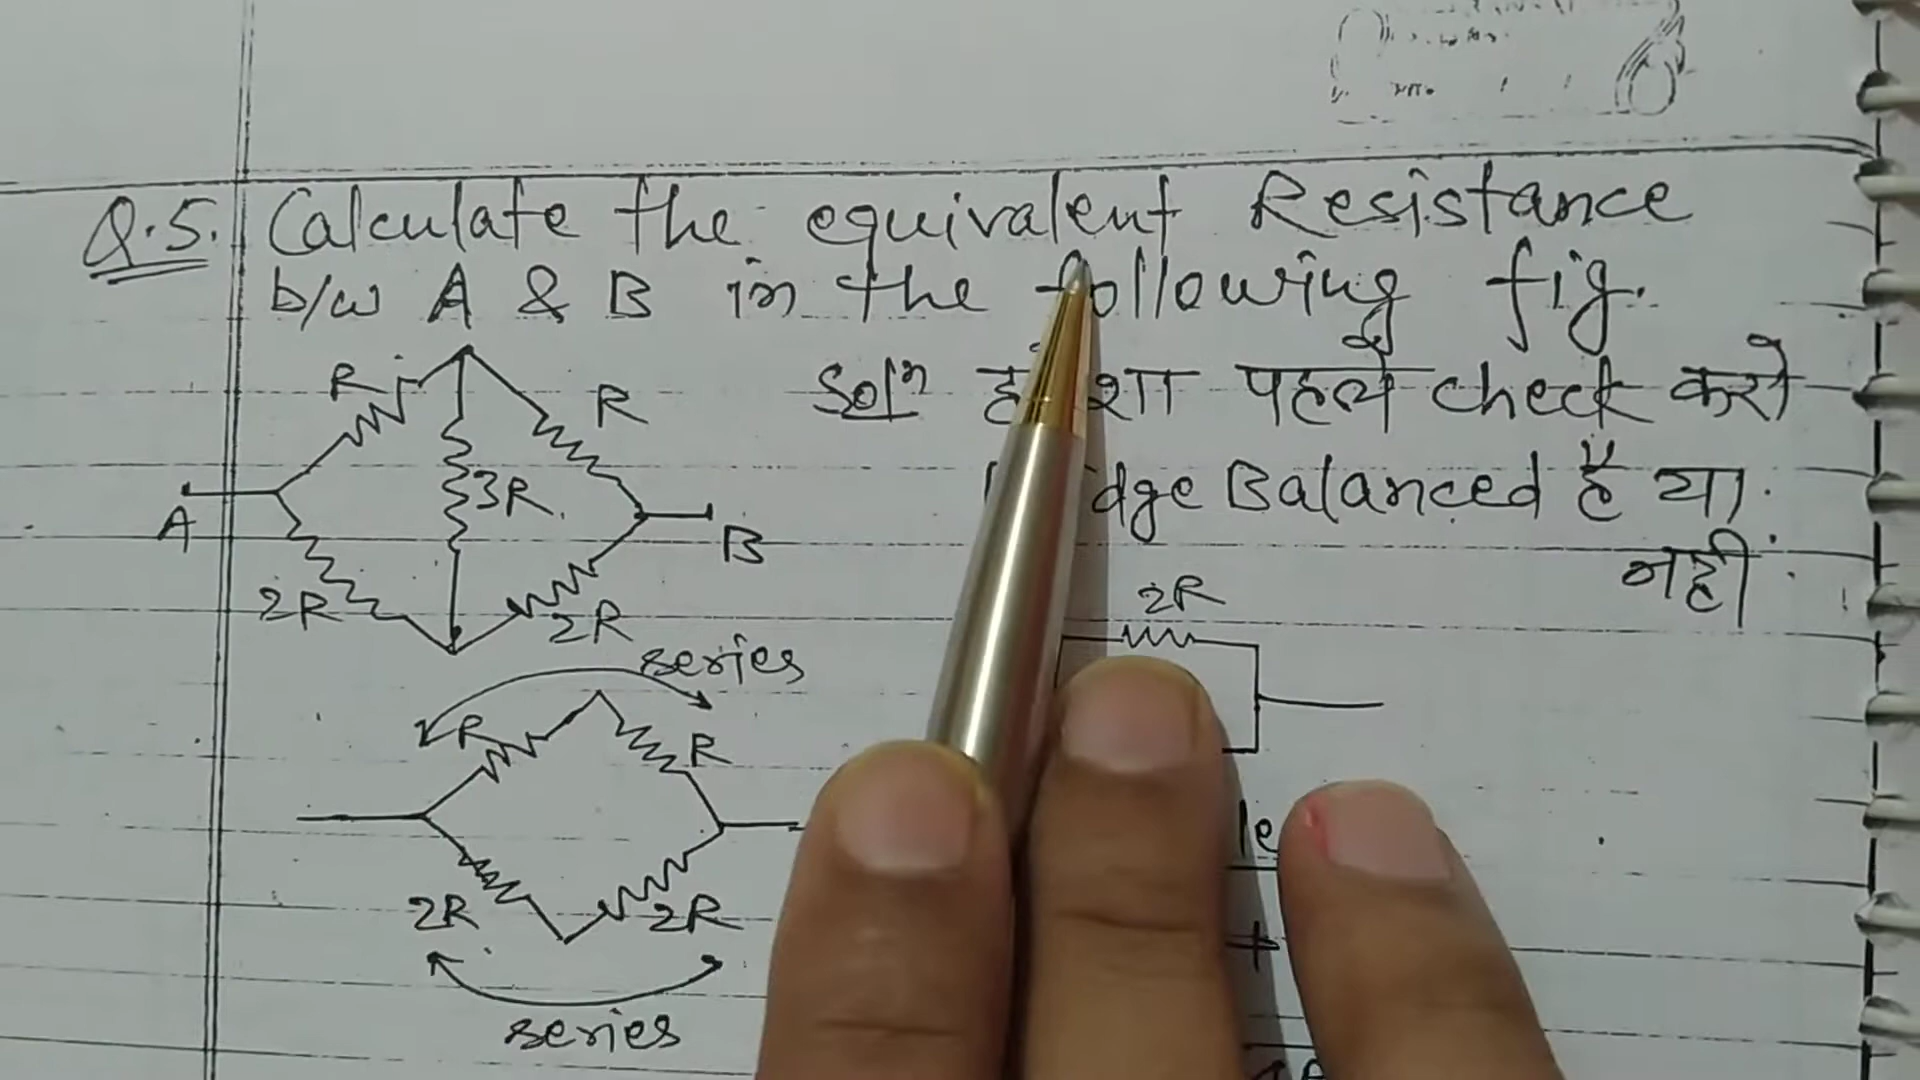 Q.5. Calculate the equivalent Resistance
b/w A & B in the following fig.
Solⁿ पहले check करो
Balanced है या
नहीं
R
R
3R
A
B
2R
2R
2R
series
R
R
2R
2R
series